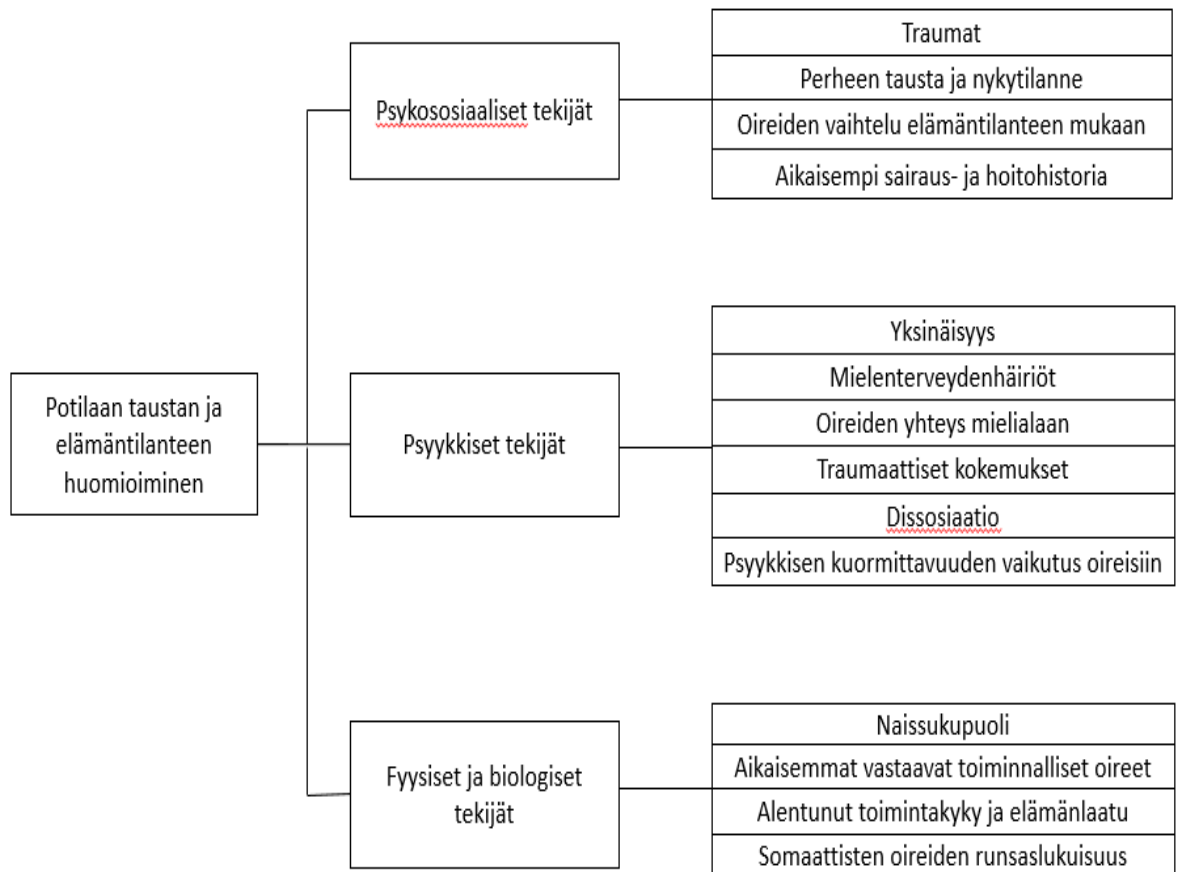 Potilaan taustan ja
elämäntilanteen
huomioiminen
Psykososiaaliset tekijät
Traumat
Perheen tausta ja nykytilanne
Oireiden vaihtelu elämäntilanteen mukaan
Aikaisempi sairaus- ja hoitohistoria
Psyykkiset tekijät
Yksinäisyys
Mielenterveydenhäiriöt
Oireiden yhteys mielialaan
Traumaattiset kokemukset
Dissosiaatio
Psyykkisen kuormittavuuden vaikutus oireisiin
Fyysiset ja biologiset
tekijät
Naissukupuoli
Aikaisemmat vastaavat toiminnalliset oireet
Alentunut toimintakyky ja elämänlaatu
Somaattisten oireiden runsaslukuisuus